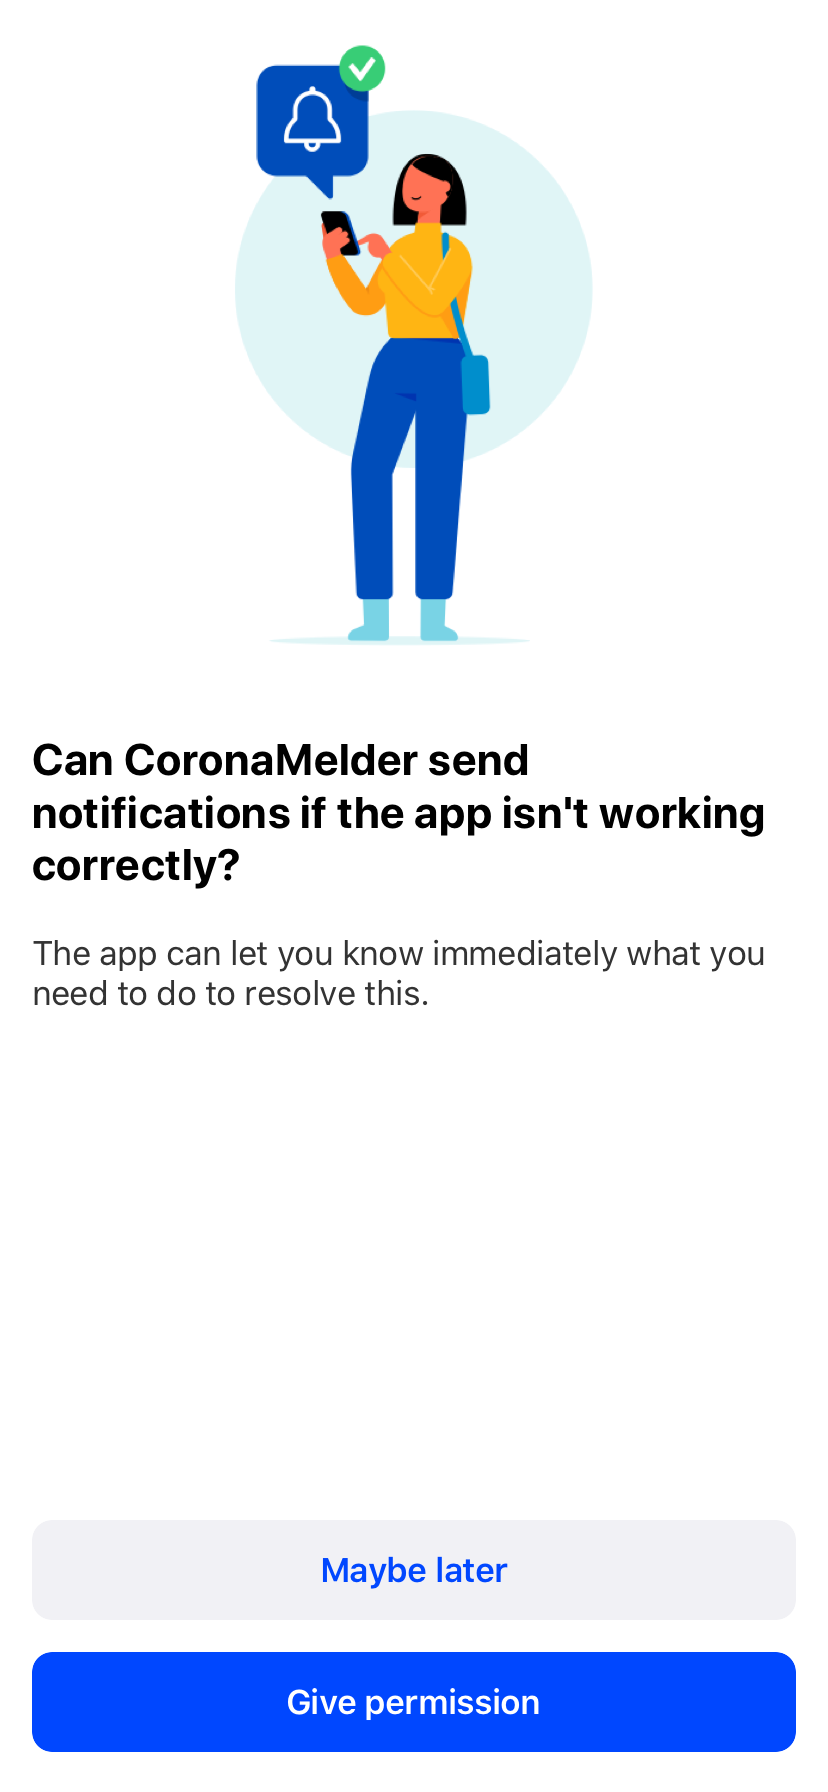 Can CoronaMelder send
notifications if the app isn't working
correctly?
The app can let you know immediately what you
need to do to resolve this.
Maybe later
Give permission